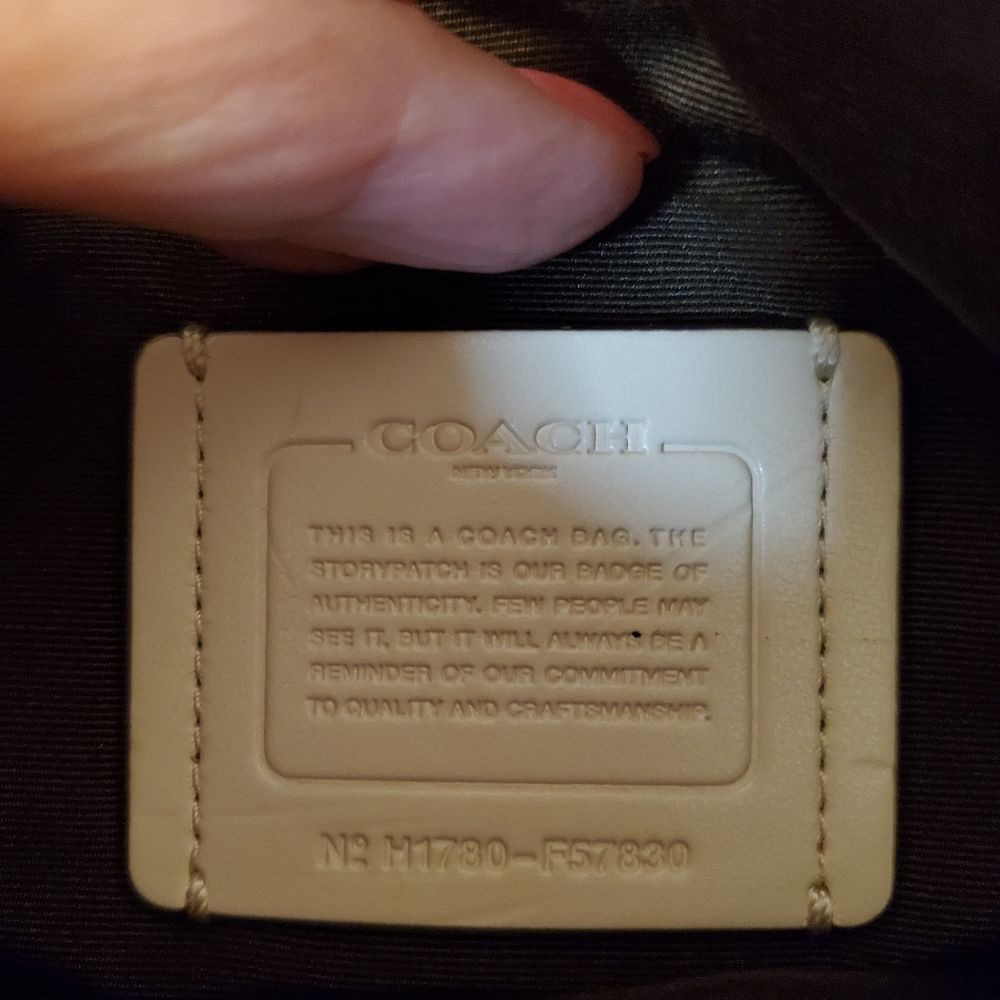 COACH
NEW YORK
THIS IS A COACH BAG. THE
STORYPATCH IS OUR BADGE OF
AUTHENTICITY. FEW PEOPLE MAY
SEE IT, BUT IT WILL ALWAYS BE A
REMINDER OF OUR COMMITMENT
TO QUALITY AND CRAFTSMANSHIP.
Nº H1780-F57830